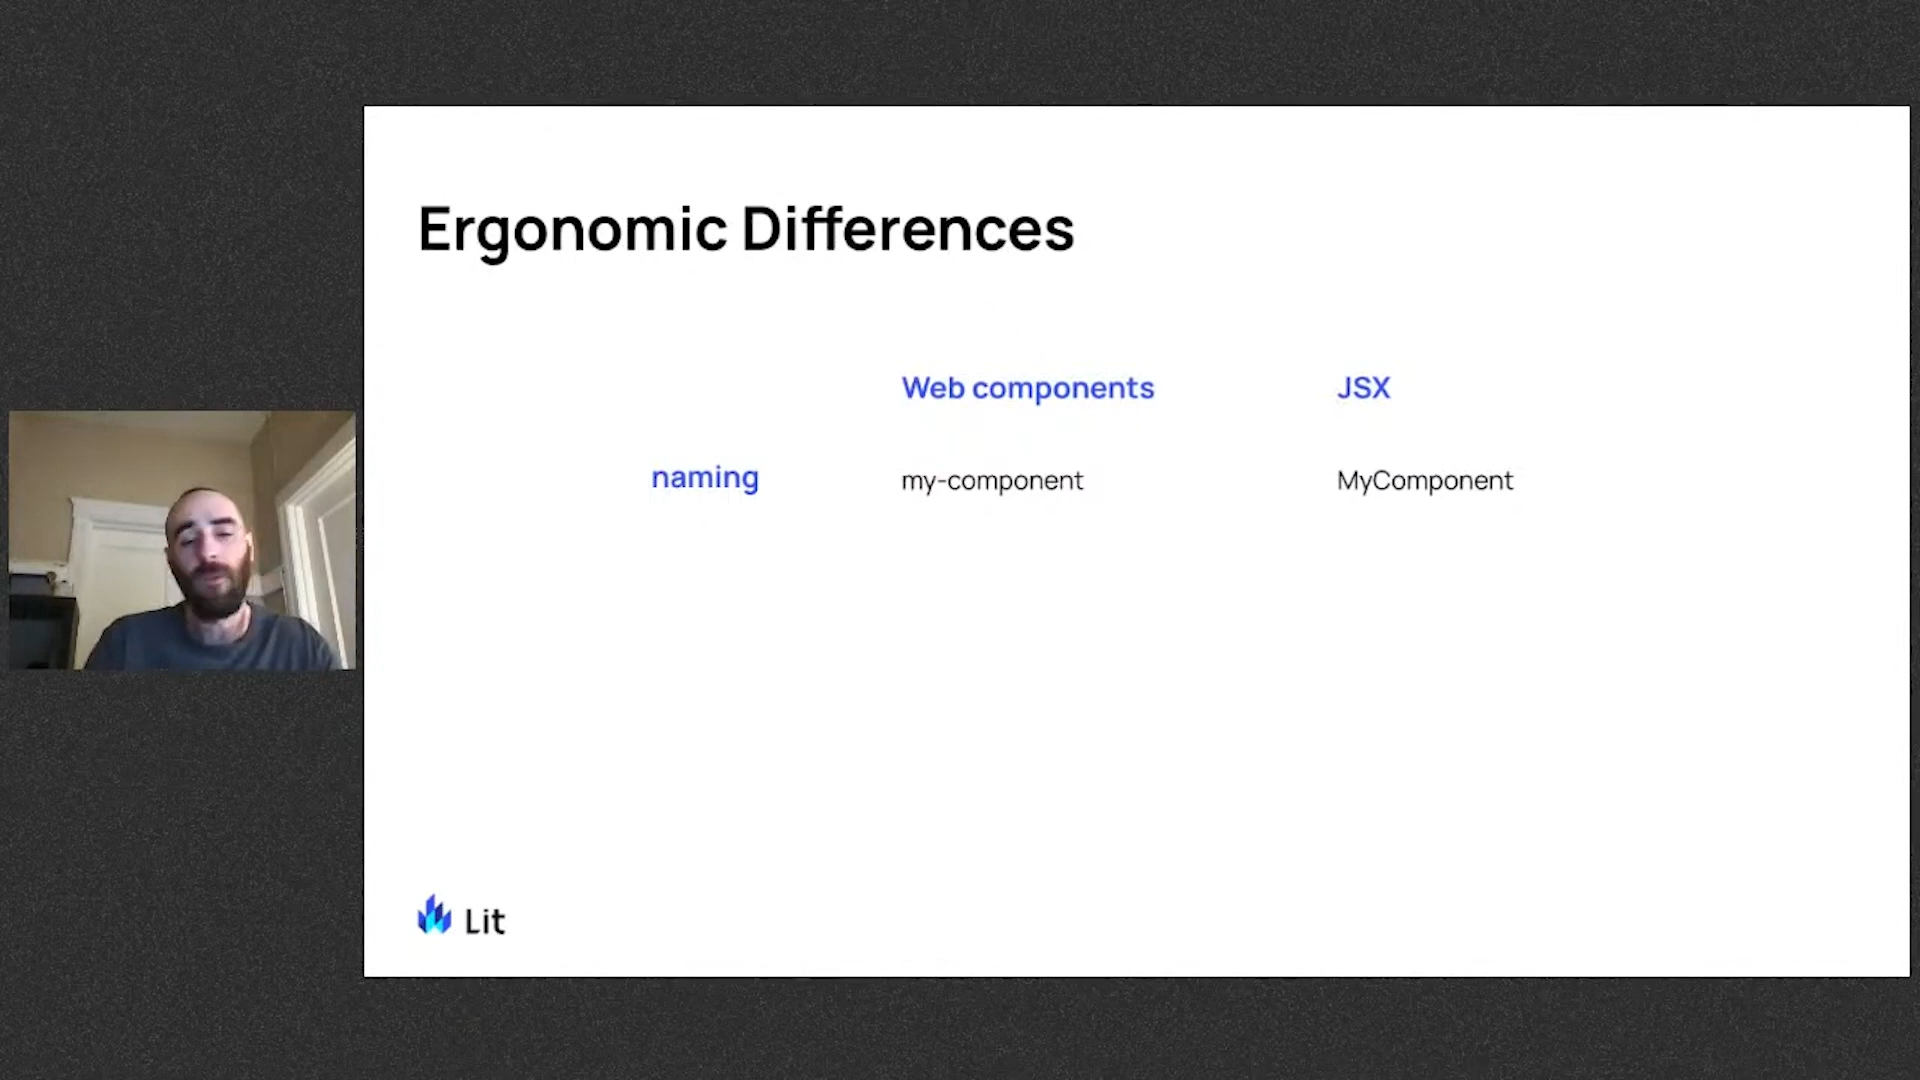 Ergonomic Differences
Web components JSX
naming my-component MyComponent
Lit